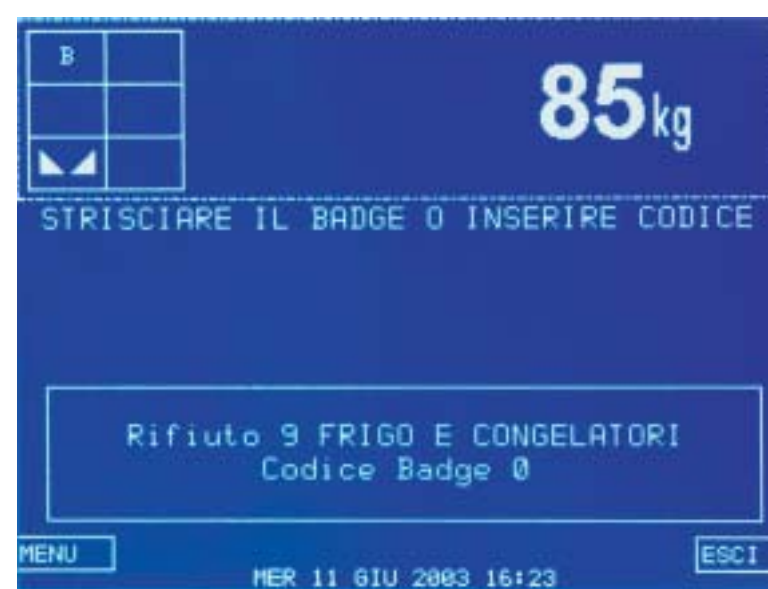 B
85kg
STRISCIARE IL BADGE O INSERIRE CODICE
Rifiuto 9 FRIGO E CONGELATORI
Codice Badge 0
MENU
ESCI
MER 11 GIU 2003 16:23